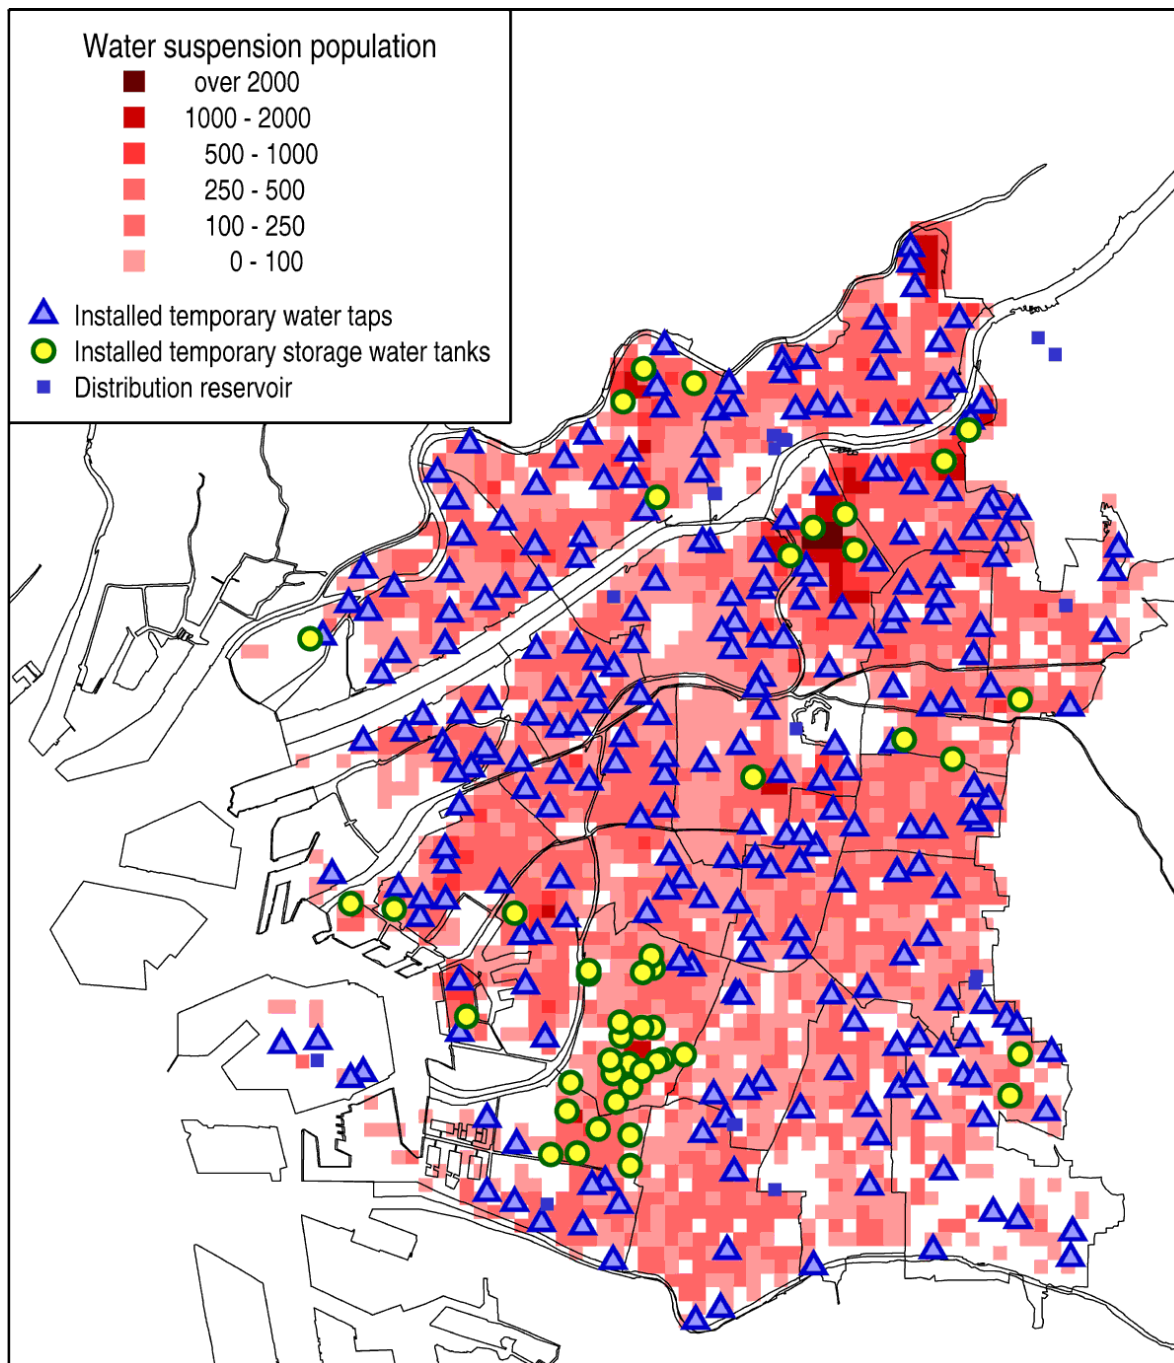 Water suspension population
over 2000
1000 - 2000
500 - 1000
250 - 500
100 - 250
0 - 100
Installed temporary water taps
Installed temporary storage water tanks
Distribution reservoir